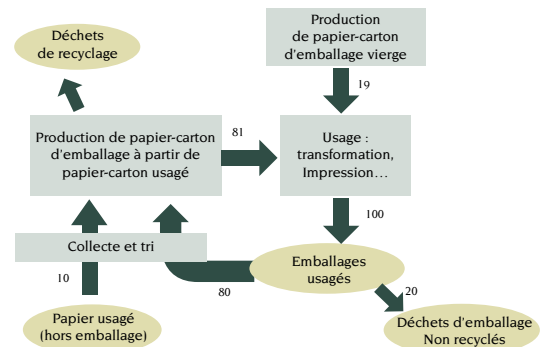 Déchets
de recyclage
Production
de papier-carton
d'emballage vierge
19
Production de papier-carton
d'emballage à partir de
papier-carton usagé
81
Usage :
transformation,
Impression…
100
Collecte et tri
10
80
Emballages
usagés
20
Papier usagé
(hors emballage)
Déchets d'emballage
Non recyclés